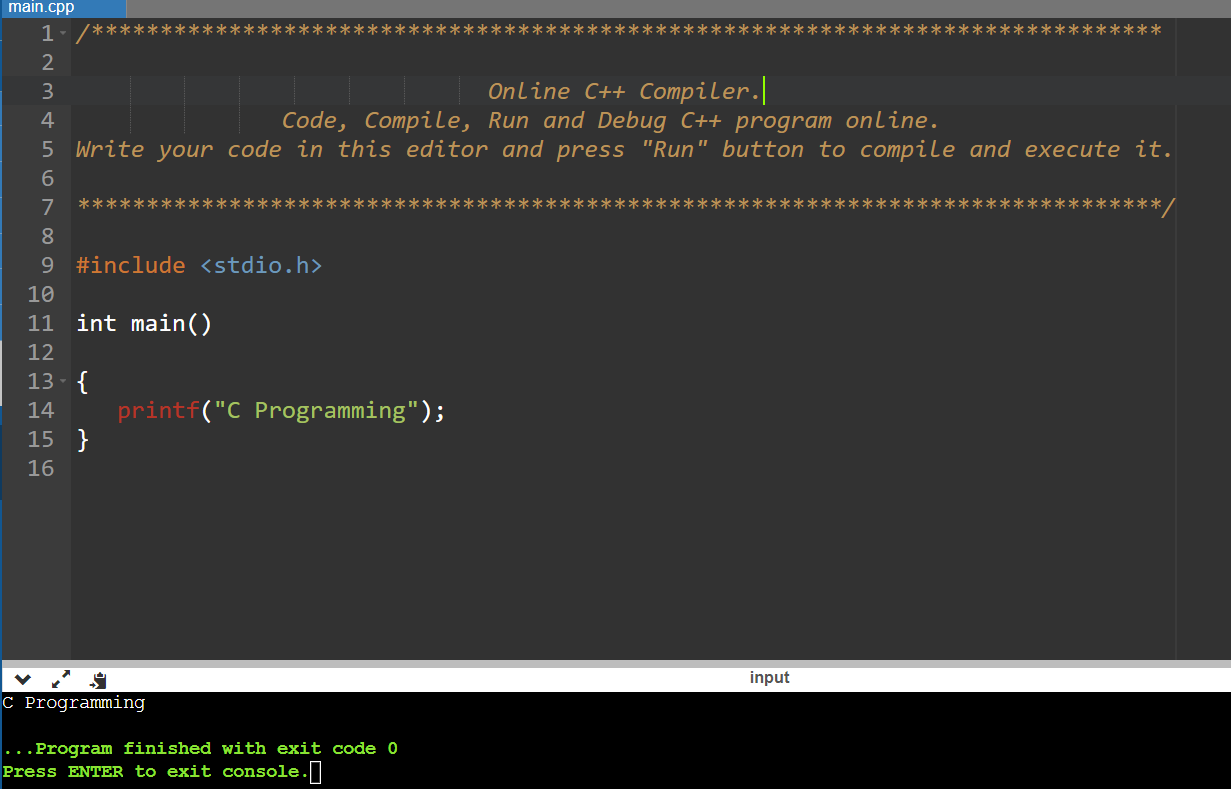 main.cpp
1 /******************************************************************************
2
3 Online C++ Compiler.
4 Code, Compile, Run and Debug C++ program online.
5 Write your code in this editor and press "Run" button to compile and execute it.
6
7 *******************************************************************************/
8
9 #include <stdio.h>
10
11 int main()
12
13 {
14 printf("C Programming");
15 }
16
input
C Programming
...Program finished with exit code 0
Press ENTER to exit console.